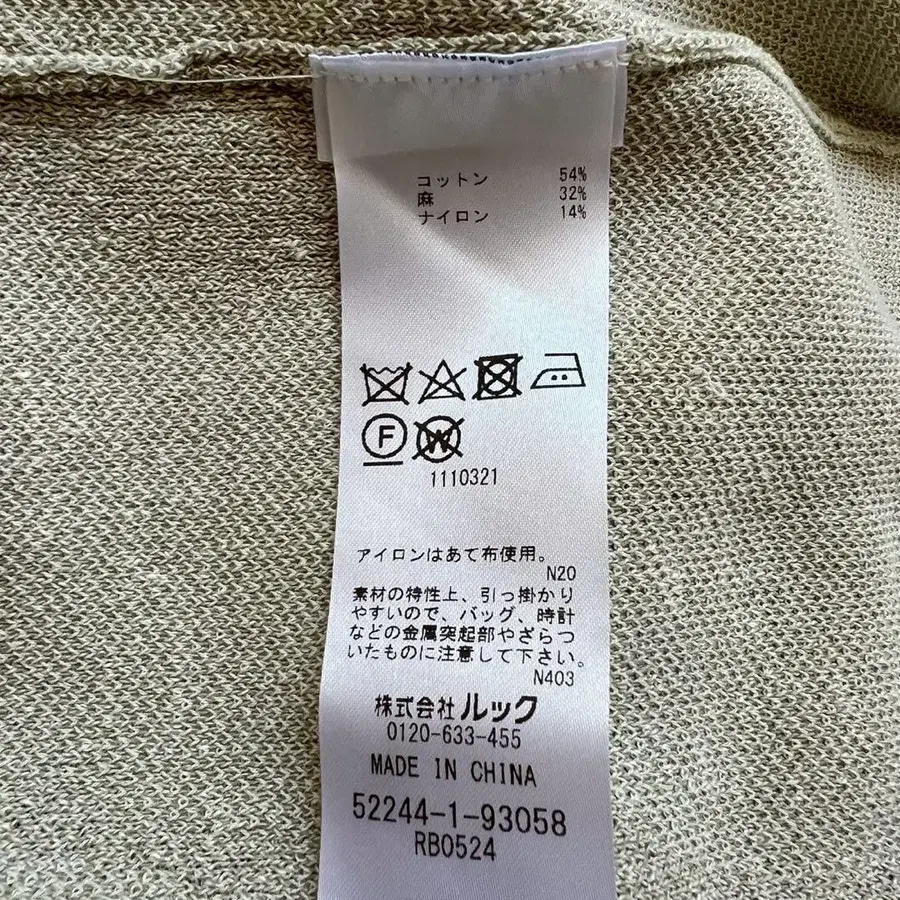 コットン 54%
麻 32%
ナイロン 14%
F W
1110321
アイロンはあて布使用。
N20
素材の特性上、引っ掛かり
やすいので、バッグ、時計
などの金属突起部やざらつ
いたものに注意して下さい。
N403
株式会社ルック
0120-633-455
MADE IN CHINA
52244-1-93058
RB0524